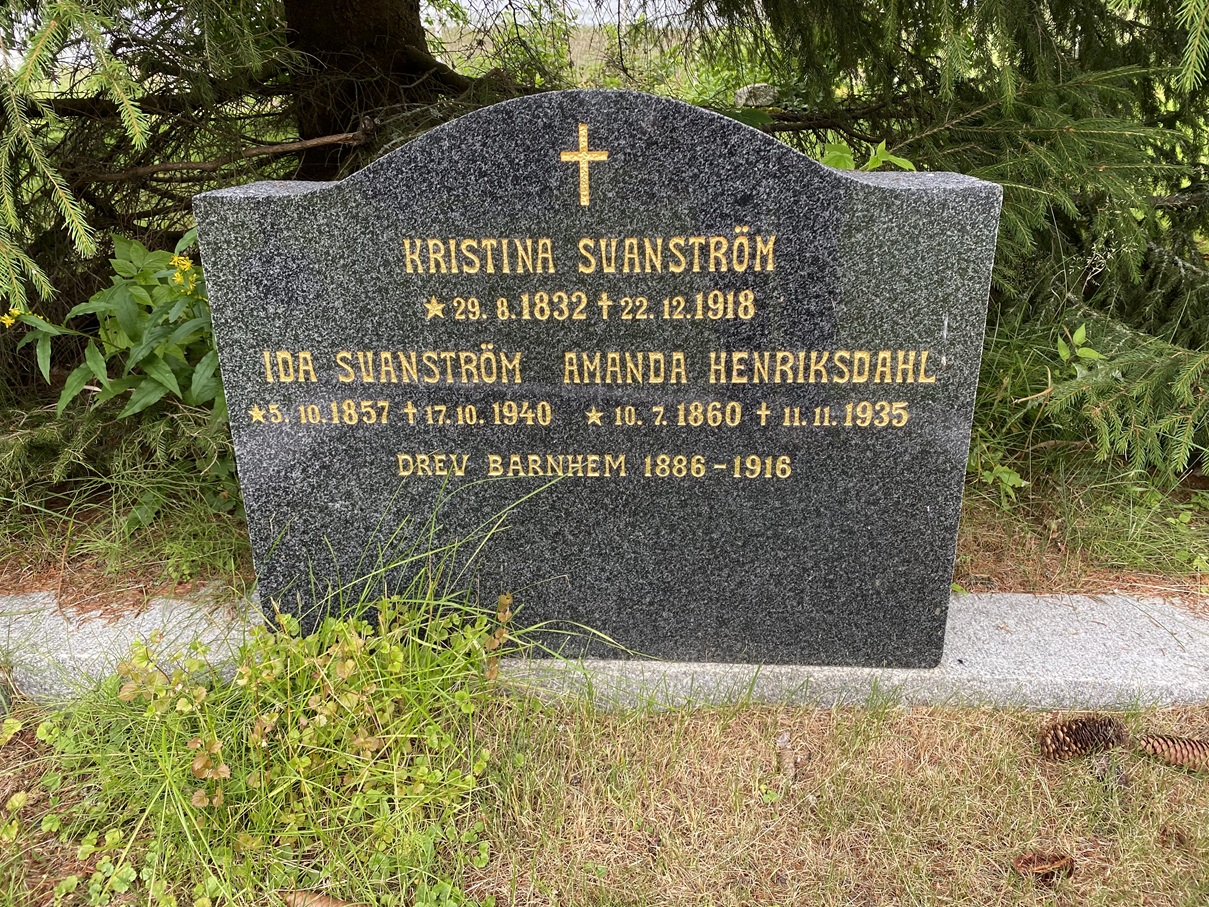 KRISTINA SVANSTRÖM
★ 29. 8. 1832 ✝ 22. 12. 1918
IDA SVANSTRÖM AMANDA HENRIKSDAHL
★ 5. 10. 1857 ✝ 17. 10. 1940 ★ 10. 7. 1860 ✝ 11. 11. 1935
DREV BARNHEM 1886 - 1916